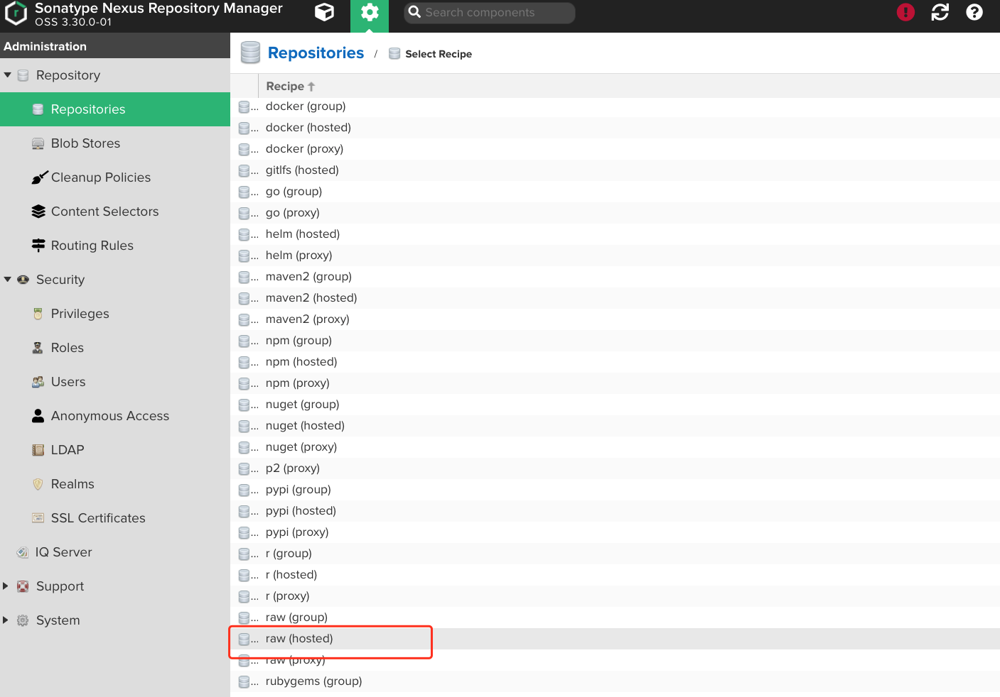 Sonatype Nexus Repository Manager
OSS 3.30.0-01
Search components
Administration
Repositories / Select Recipe
Repository
Repositories
Blob Stores
Cleanup Policies
Content Selectors
Routing Rules
Security
Privileges
Roles
Users
Anonymous Access
LDAP
Realms
SSL Certificates
IQ Server
Support
System
Recipe
... docker (group)
... docker (hosted)
... docker (proxy)
... gitlfs (hosted)
... go (group)
... go (proxy)
... helm (hosted)
... helm (proxy)
... maven2 (group)
... maven2 (hosted)
... maven2 (proxy)
... npm (group)
... npm (hosted)
... npm (proxy)
... nuget (group)
... nuget (hosted)
... nuget (proxy)
... p2 (proxy)
... pypi (group)
... pypi (hosted)
... pypi (proxy)
... r (group)
... r (hosted)
... r (proxy)
... raw (group)
... raw (hosted)
... raw (proxy)
... rubygems (group)